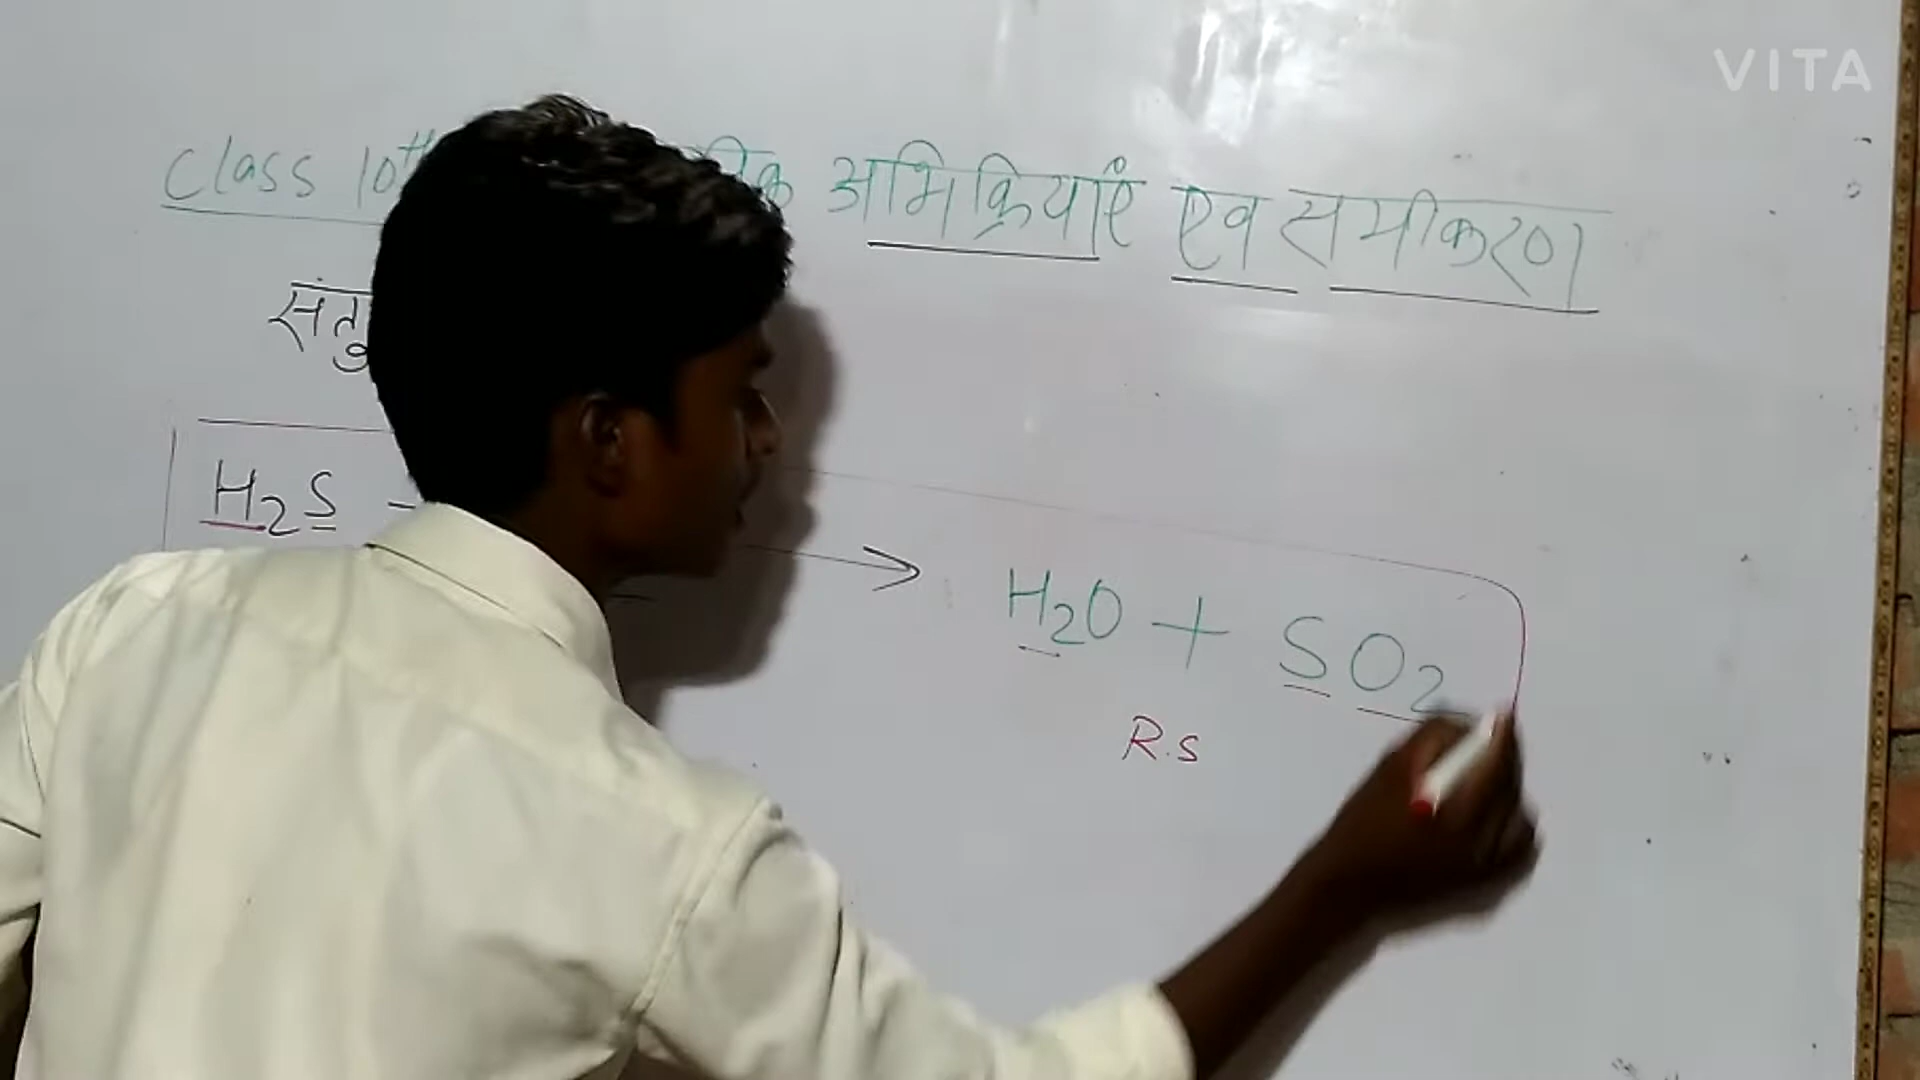 VITA
Class 10th अभिक्रियाएं एव समीकरण
H2S → H2O + SO2
R.S